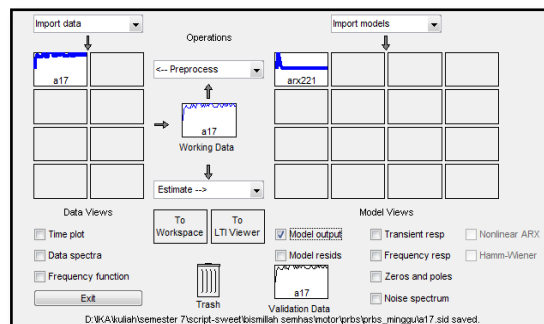 Import data
Operations
Import models
<-- Preprocess
a17
arx221
a17
Working Data
Estimate -->
Data Views
To Workspace
To LTI Viewer
Model Views
Time plot
Data spectra
Frequency function
Model output
Model resids
Transient resp
Frequency resp
Zeros and poles
Noise spectrum
Nonlinear ARX
Hamm-Wiener
Exit
Trash
a17
Validation Data
D:\IKA\kuliah\semester 7\script-sweet\bismillah semhas\motor\prbs\prbs_minggu\a17.sid saved.